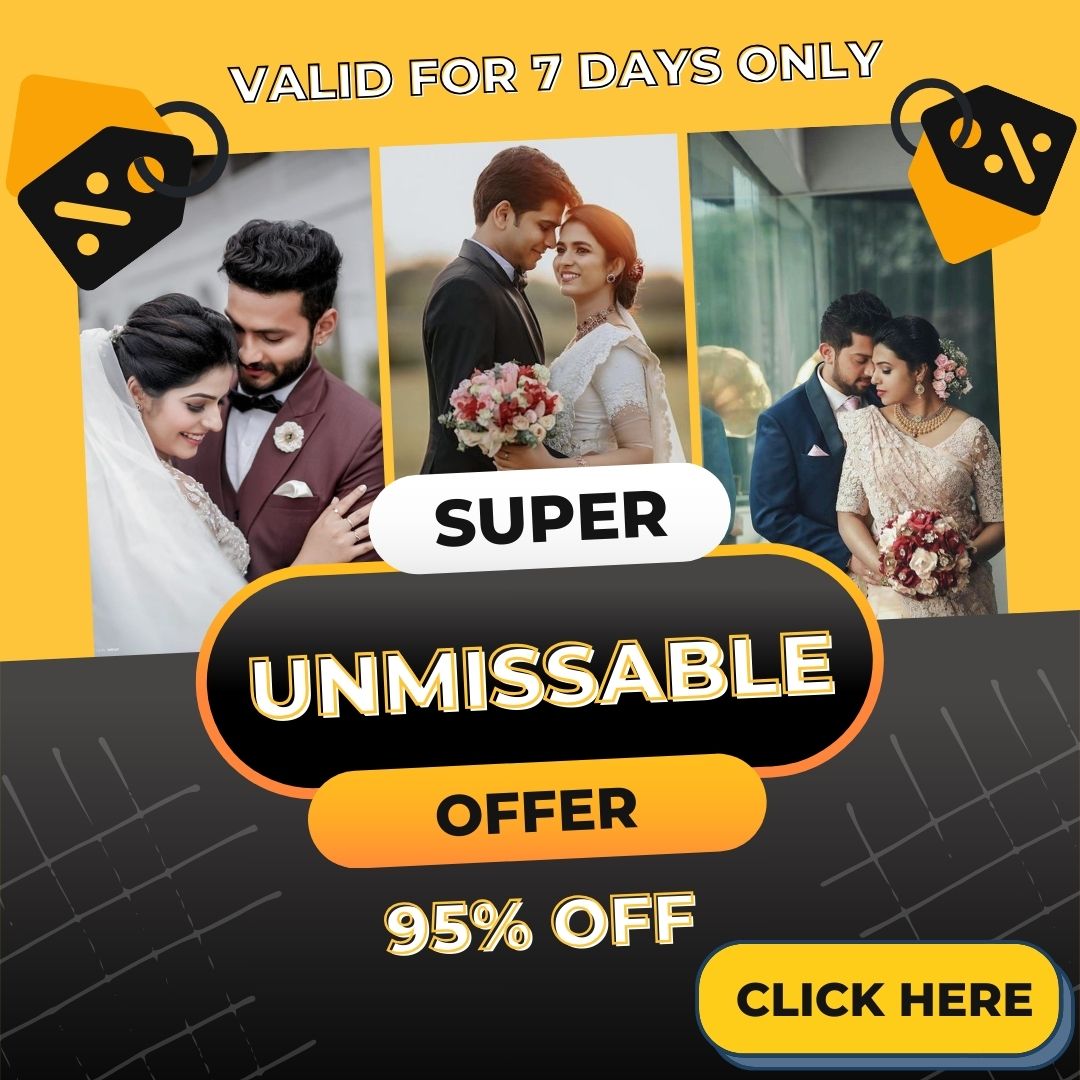 VALID FOR 7 DAYS ONLY
SUPER
UNMISSABLE
OFFER
95% OFF
CLICK HERE